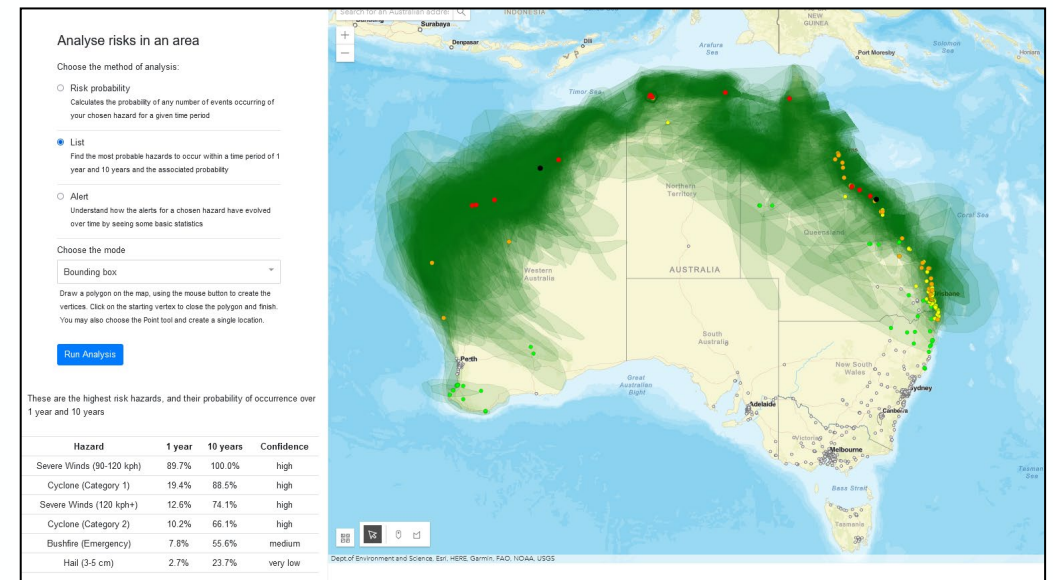 Analyse risks in an area
Choose the method of analysis:
Risk probability
Calculates the probability of any number of events occurring of
your chosen hazard for a given time period
List
Find the most probable hazards to occur within a time period of 1
year and 10 years and the associated probability
Alert
Understand how the alerts for a chosen hazard have evolved
over time by seeing some basic statistics
Choose the mode
Bounding box
Draw a polygon on the map, using the mouse button to create the
vertices. Click on the starting vertex to close the polygon and finish.
You may also choose the Point tool and create a single location.
Run Analysis
These are the highest risk hazards, and their probability of occurrence over
1 year and 10 years
Hazard 1 year 10 years Confidence
Severe Winds (90-120 kph) 89.7% 100.0% high
Cyclone (Category 1) 19.4% 88.5% high
Severe Winds (120 kph+) 12.6% 74.1% high
Cyclone (Category 2) 10.2% 66.1% high
Bushfire (Emergency) 7.8% 55.6% medium
Hail (3-5 cm) 2.7% 23.7% very low
Search for an Australian addre
INDONESIA
Surabaya
Denpasar
Dili
Arafura
Sea
NEW
GUINEA
Port Moresby
Solomon
Sea
Honiara
Timor Sea
Northern
Territory
Coral Sea
Queensland
Western
Australia
AUSTRALIA
Brisbane
South
Australia
Perth
Great
Australian
Bight
New South
Wales
Sydney
Adelaide
Canberra
Victoria
Melbourne
Bass Strait
Tasman
Sea
Tasmania
Dept.of Environment and Science, Esri, HERE, Garmin, FAO, NOAA, USGS